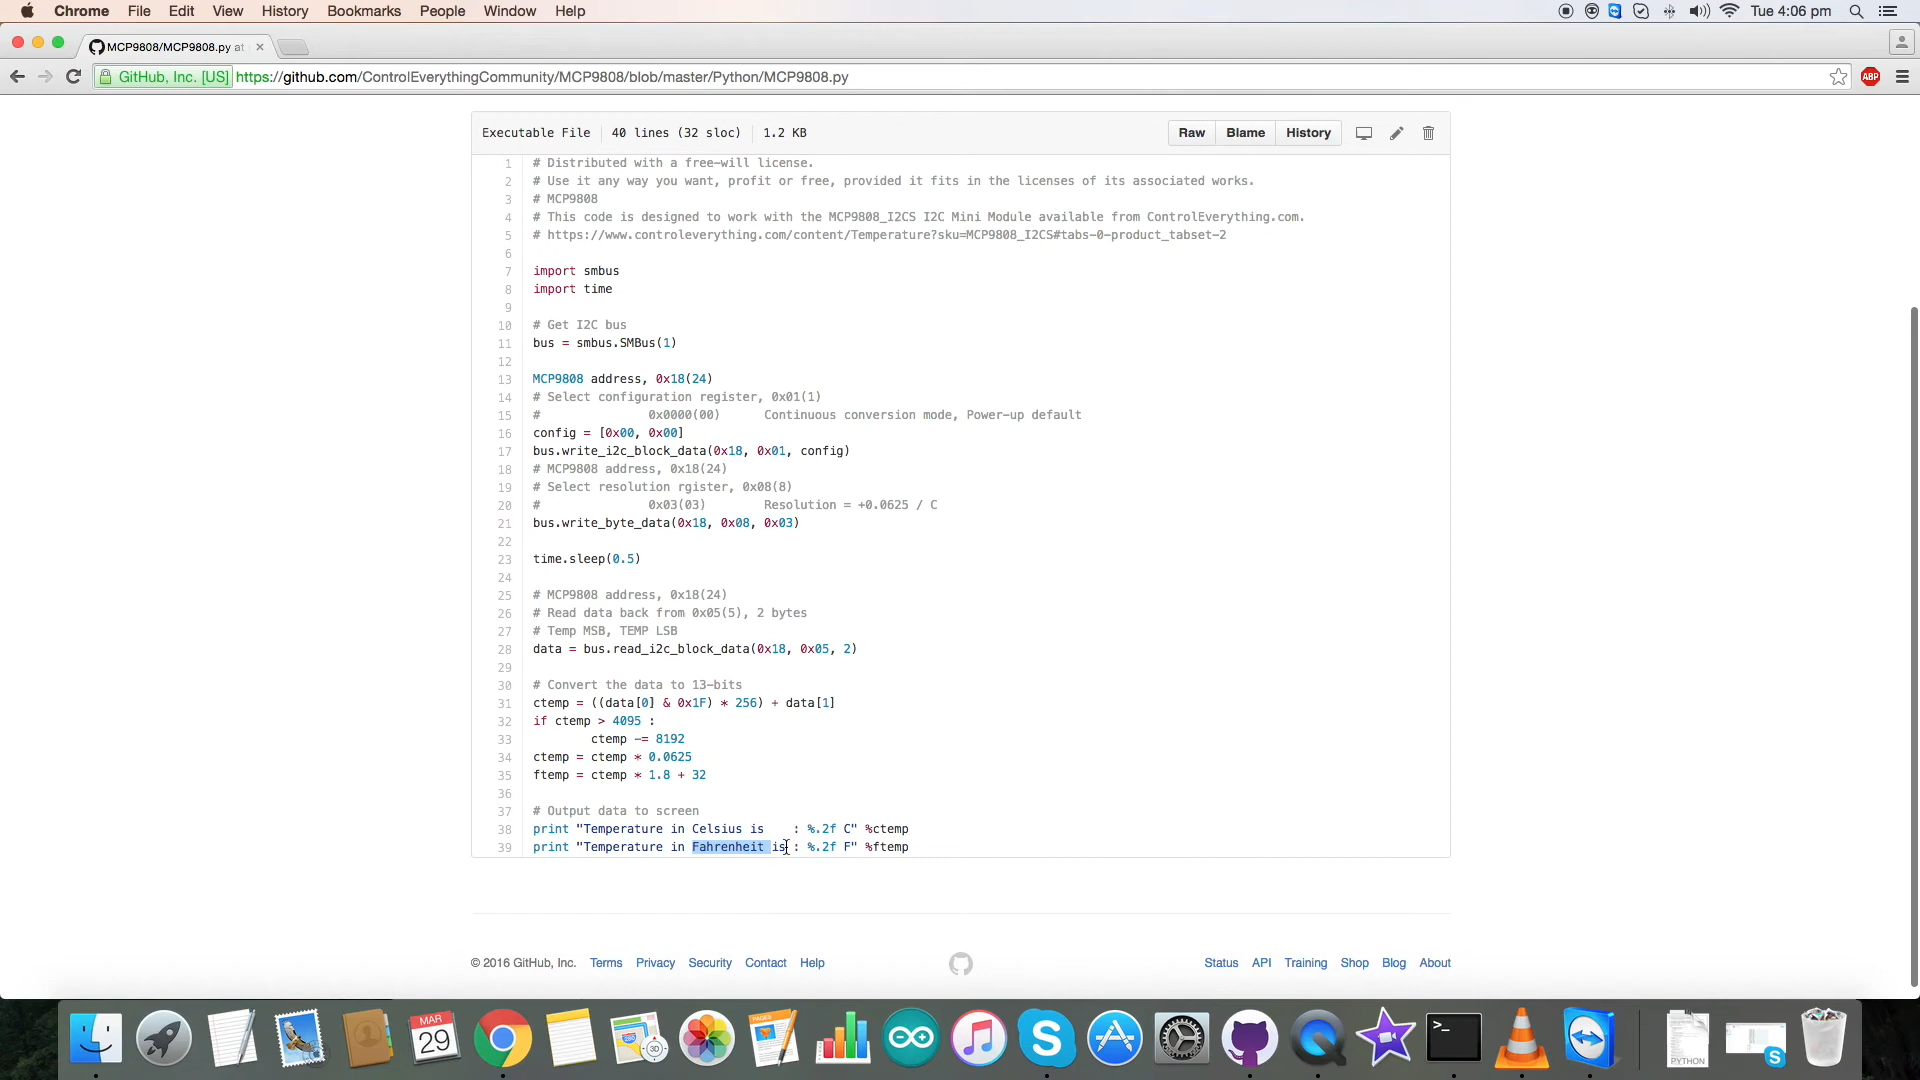 Chrome File Edit View History Bookmarks People Window Help Tue 4:06 pm
MCP9808/MCP9808.py at
GitHub, Inc. [US] https://github.com/ControlEverythingCommunity/MCP9808/blob/master/Python/MCP9808.py ABP
Executable File 40 lines (32 sloc) 1.2 KB Raw Blame History
1 # Distributed with a free-will license.
2 # Use it any way you want, profit or free, provided it fits in the licenses of its associated works.
3 # MCP9808
4 # This code is designed to work with the MCP9808_I2CS I2C Mini Module available from ControlEverything.com.
5 # https://www.controleverything.com/content/Temperature?sku=MCP9808_I2CS#tabs-0-product_tabset-2
6
7 import smbus
8 import time
9
10 # Get I2C bus
11 bus = smbus.SMBus(1)
12
13 MCP9808 address, 0x18(24)
14 # Select configuration register, 0x01(1)
15 # 0x0000(00) Continuous conversion mode, Power-up default
16 config = [0x00, 0x00]
17 bus.write_i2c_block_data(0x18, 0x01, config)
18 # MCP9808 address, 0x18(24)
19 # Select resolution rgister, 0x08(8)
20 # 0x03(03) Resolution = +0.0625 / C
21 bus.write_byte_data(0x18, 0x08, 0x03)
22
23 time.sleep(0.5)
24
25 # MCP9808 address, 0x18(24)
26 # Read data back from 0x05(5), 2 bytes
27 # Temp MSB, TEMP LSB
28 data = bus.read_i2c_block_data(0x18, 0x05, 2)
29
30 # Convert the data to 13-bits
31 ctemp = ((data[0] & 0x1F) * 256) + data[1]
32 if ctemp > 4095 :
33 ctemp -= 8192
34 ctemp = ctemp * 0.0625
35 ftemp = ctemp * 1.8 + 32
36
37 # Output data to screen
38 print "Temperature in Celsius is : %.2f C" %ctemp
39 print "Temperature in Fahrenheit is : %.2f F" %ftemp
© 2016 GitHub, Inc. Terms Privacy Security Contact Help Status API Training Shop Blog About
MAR
29
3D
>_
PYTHON